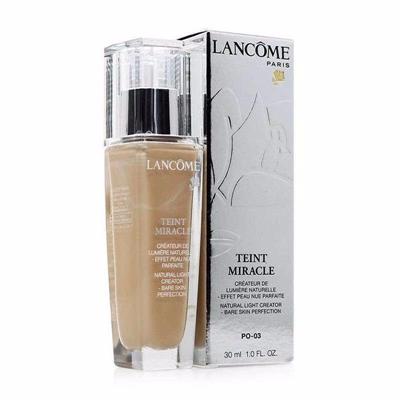 LANCÔME
TEINT
MIRACLE
CRÉATEUR DE
LUMIÈRE NATURELLE
- EFFET PEAU NUE
PARFAITE
NATURAL LIGHT
CREATOR
- BARE SKIN
PERFECTION
LANCÔME
PARIS
TEINT
MIRACLE
CRÉATEUR DE
LUMIÈRE NATURELLE
- EFFET PEAU NUE PARFAITE
NATURAL LIGHT CREATOR
- BARE SKIN PERFECTION
PO-03
30 ml 1.0 FL. OZ.